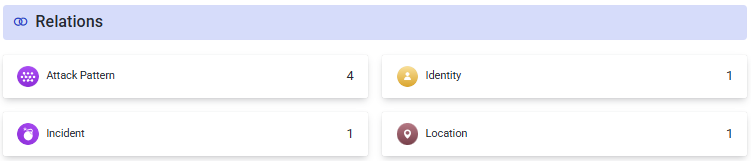 Relations
Attack Pattern 4
Identity 1
Incident 1
Location 1